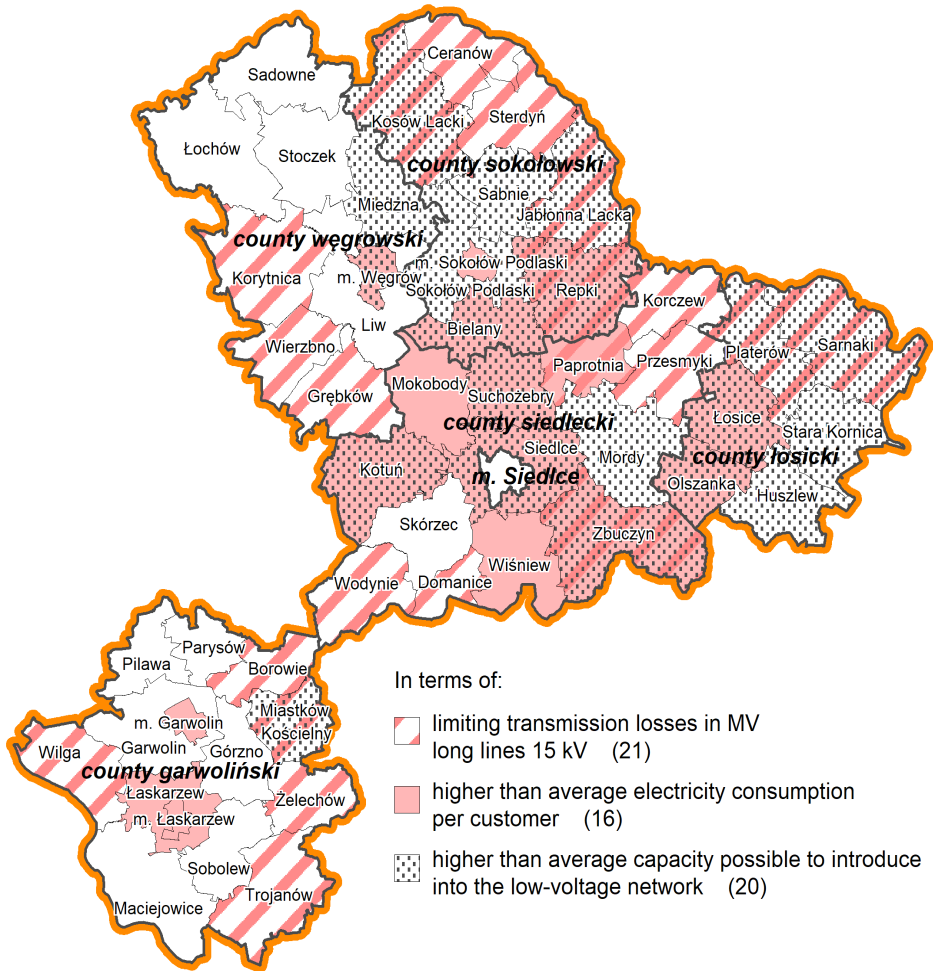 Ceranów
Sadowne
Kosów Lacki
Sterdyń
Łochów
Stoczek
county sokołowski
Sabnie
Miedzna
Jabłonna Lacka
county węgrowski
m. Sokołów Podlaski
Korytnica
m. Węgrów
Sokołów Podlaski
Repki
Korczew
Liw
Bielany
Wierzbno
Platerów
Sarnaki
Paprotnia
Przesmyki
Mokobody
Grębków
Suchożebry
Łosice
county siedlecki
Stara Kornica
Siedlce
Mordy
county łosicki
Kotuń
m. Siedlce
Olszanka
Huszlew
Skórzec
Zbuczyn
Wiśniew
Wodynie
Domanice
Parysów
Pilawa
Borowie
Miastków
Kościelny
m. Garwolin
Garwolin
Górzno
Wilga
county garwoliński
Łaskarzew
Żelechów
m. Łaskarzew
Sobolew
Trojanów
Maciejowice
In terms of:
limiting transmission losses in MV
long lines 15 kV (21)
higher than average electricity consumption
per customer (16)
higher than average capacity possible to introduce
into the low-voltage network (20)